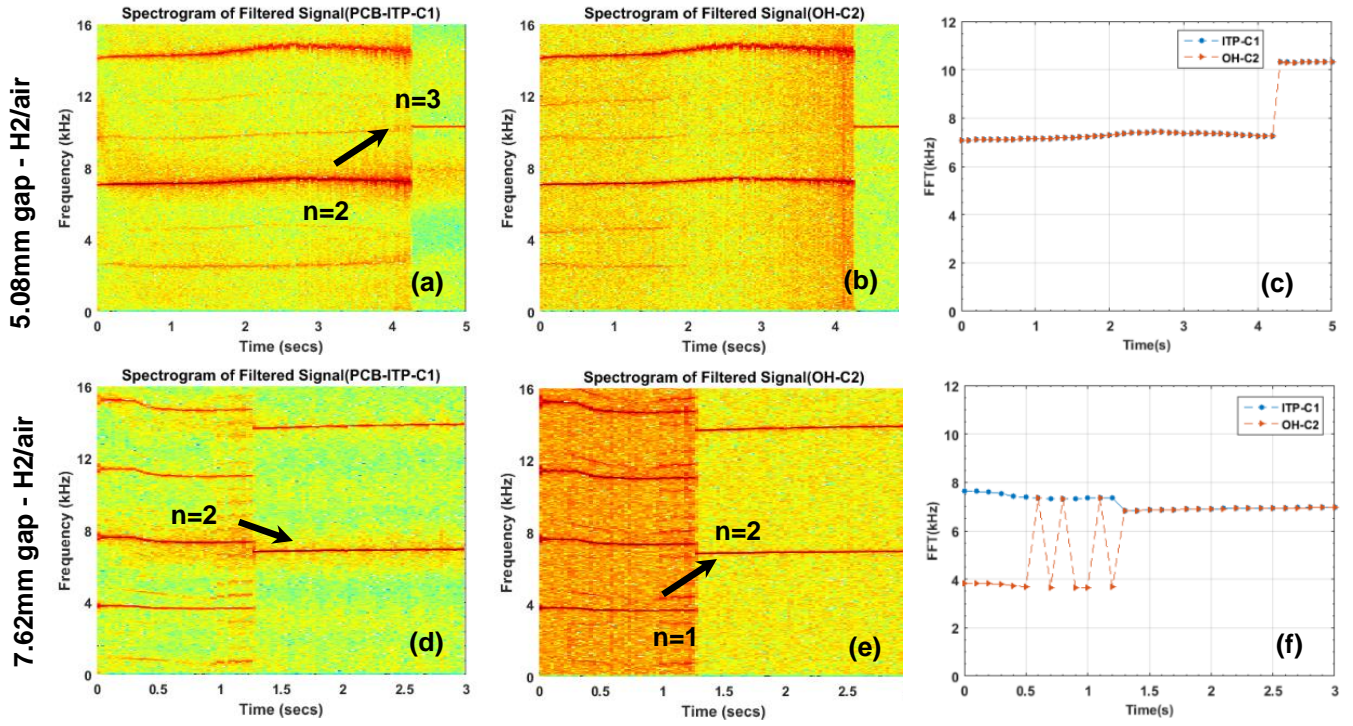 5.08mm gap - H2/air
Spectrogram of Filtered Signal(PCB-ITP-C1)
Frequency (kHz)
16
12
8
4
0
n=3
n=2
(a)
0 1 2 3 4 5
Time (secs)
Spectrogram of Filtered Signal(OH-C2)
Frequency (kHz)
16
12
8
4
0
(b)
0 1 2 3 4
Time (secs)
FFT(kHz)
12
10
8
6
4
2
0
ITP-C1
OH-C2
(c)
0 1 2 3 4 5
Time(s)
7.62mm gap - H2/air
Spectrogram of Filtered Signal(PCB-ITP-C1)
Frequency (kHz)
16
12
8
4
0
n=2
(d)
0 0.5 1 1.5 2 2.5 3
Time (secs)
Spectrogram of Filtered Signal(OH-C2)
Frequency (kHz)
16
12
8
4
0
n=2
n=1
(e)
0 0.5 1 1.5 2 2.5
Time (secs)
FFT(kHz)
12
10
8
6
4
2
0
ITP-C1
OH-C2
(f)
0 0.5 1 1.5 2 2.5 3
Time(s)